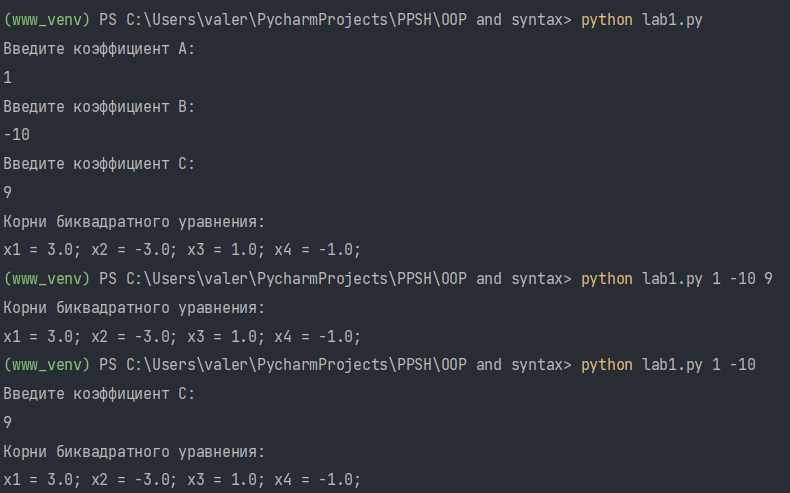 (www_venv) PS C:\Users\valer\PycharmProjects\PPSH\OOP and syntax> python lab1.py
Введите коэффициент A:
1
Введите коэффициент B:
-10
Введите коэффициент C:
9
Корни биквадратного уравнения:
x1 = 3.0; x2 = -3.0; x3 = 1.0; x4 = -1.0;
(www_venv) PS C:\Users\valer\PycharmProjects\PPSH\OOP and syntax> python lab1.py 1 -10 9
Корни биквадратного уравнения:
x1 = 3.0; x2 = -3.0; x3 = 1.0; x4 = -1.0;
(www_venv) PS C:\Users\valer\PycharmProjects\PPSH\OOP and syntax> python lab1.py 1 -10
Введите коэффициент C:
9
Корни биквадратного уравнения:
x1 = 3.0; x2 = -3.0; x3 = 1.0; x4 = -1.0;